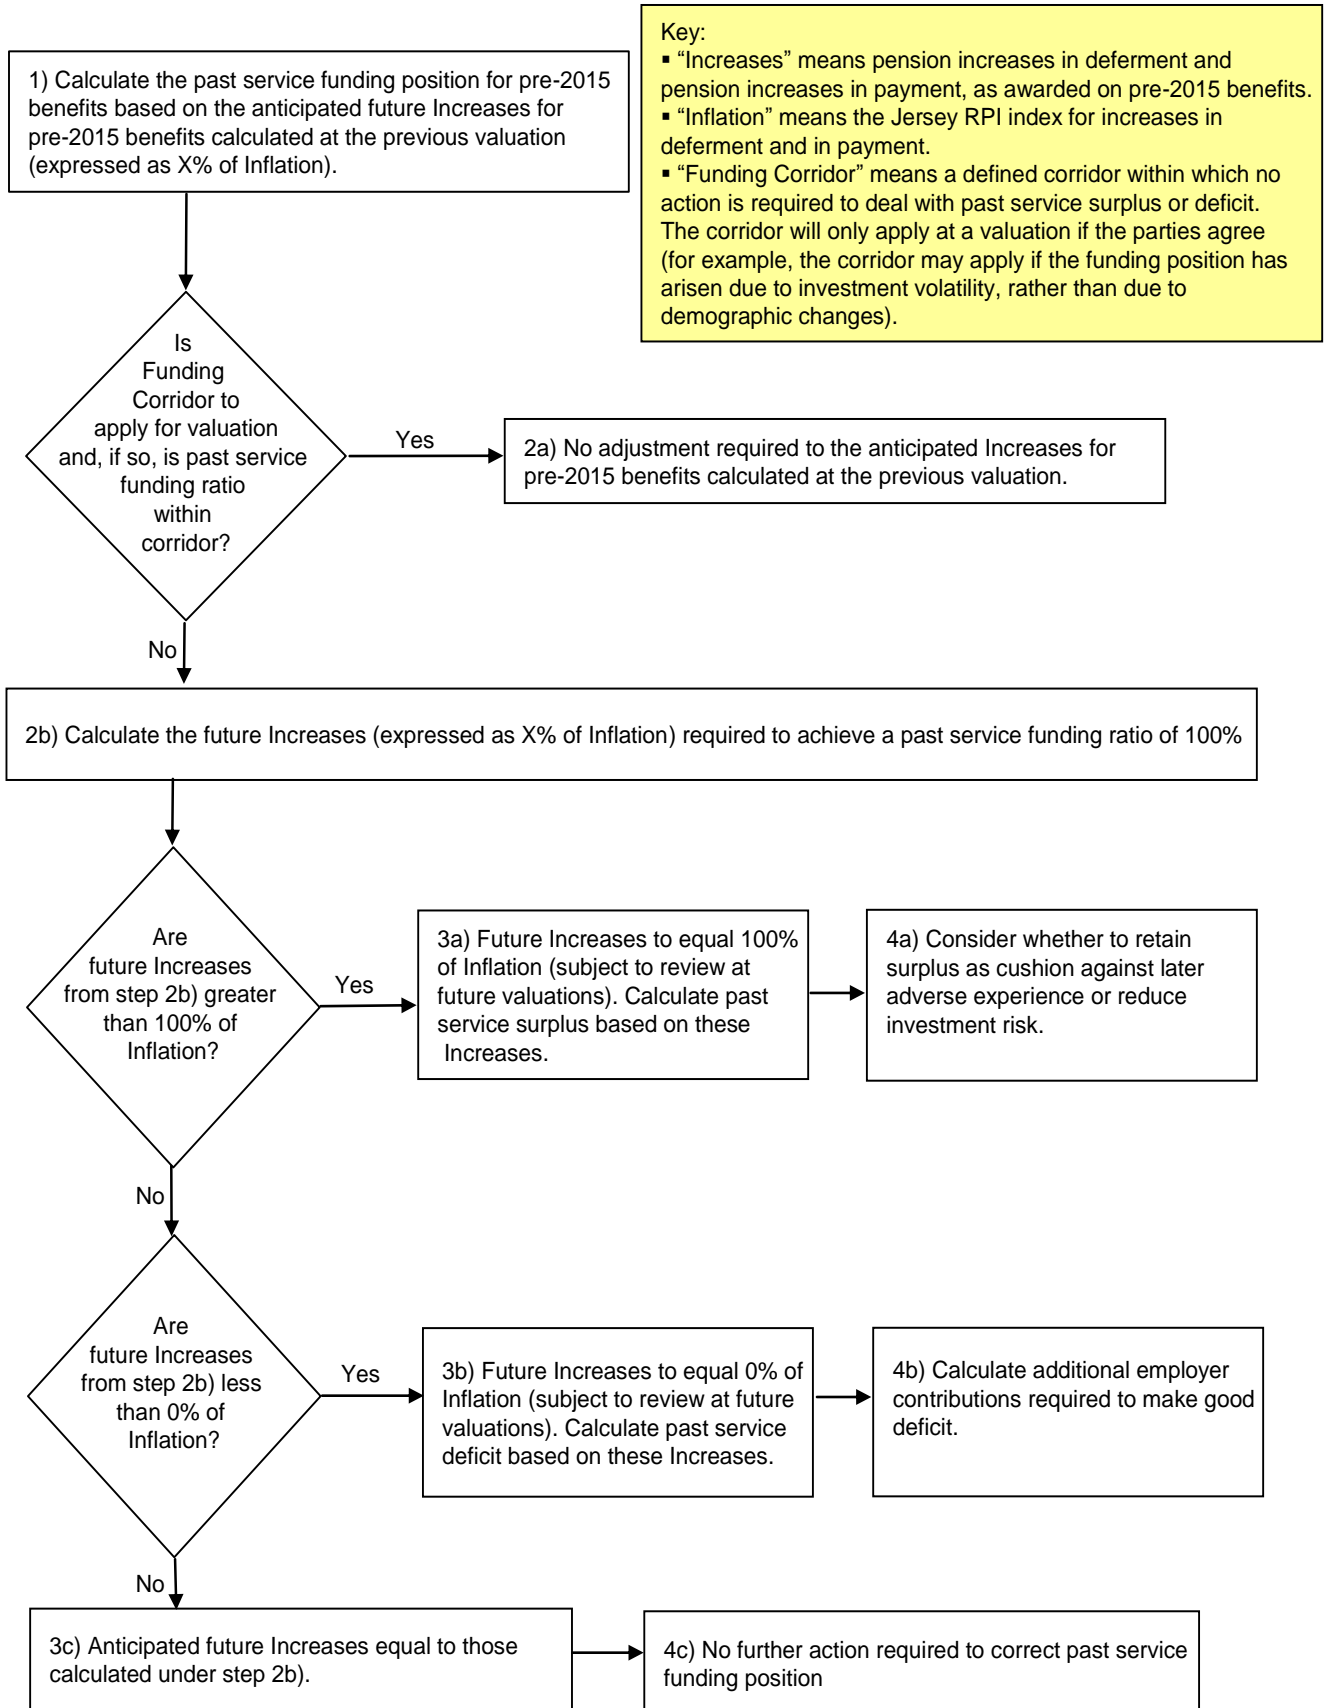 Key:
▪ “Increases” means pension increases in deferment and
pension increases in payment, as awarded on pre-2015 benefits.
▪ “Inflation” means the Jersey RPI index for increases in
deferment and in payment.
▪ “Funding Corridor” means a defined corridor within which no
action is required to deal with past service surplus or deficit.
The corridor will only apply at a valuation if the parties agree
(for example, the corridor may apply if the funding position has
arisen due to investment volatility, rather than due to
demographic changes).
1) Calculate the past service funding position for pre-2015
benefits based on the anticipated future Increases for
pre-2015 benefits calculated at the previous valuation
(expressed as X% of Inflation).
Is
Funding
Corridor to
apply for valuation
and, if so, is past service
funding ratio
within
corridor?
Yes
2a) No adjustment required to the anticipated Increases for
pre-2015 benefits calculated at the previous valuation.
No
2b) Calculate the future Increases (expressed as X% of Inflation) required to achieve a past service funding ratio of 100%
Are
future Increases
from step 2b) greater
than 100% of
Inflation?
Yes
3a) Future Increases to equal 100%
of Inflation (subject to review at
future valuations). Calculate past
service surplus based on these
Increases.
4a) Consider whether to retain
surplus as cushion against later
adverse experience or reduce
investment risk.
No
Are
future Increases
from step 2b) less
than 0% of
Inflation?
Yes
3b) Future Increases to equal 0% of
Inflation (subject to review at future
valuations). Calculate past service
deficit based on these Increases.
4b) Calculate additional employer
contributions required to make good
deficit.
No
3c) Anticipated future Increases equal to those
calculated under step 2b).
4c) No further action required to correct past service
funding position